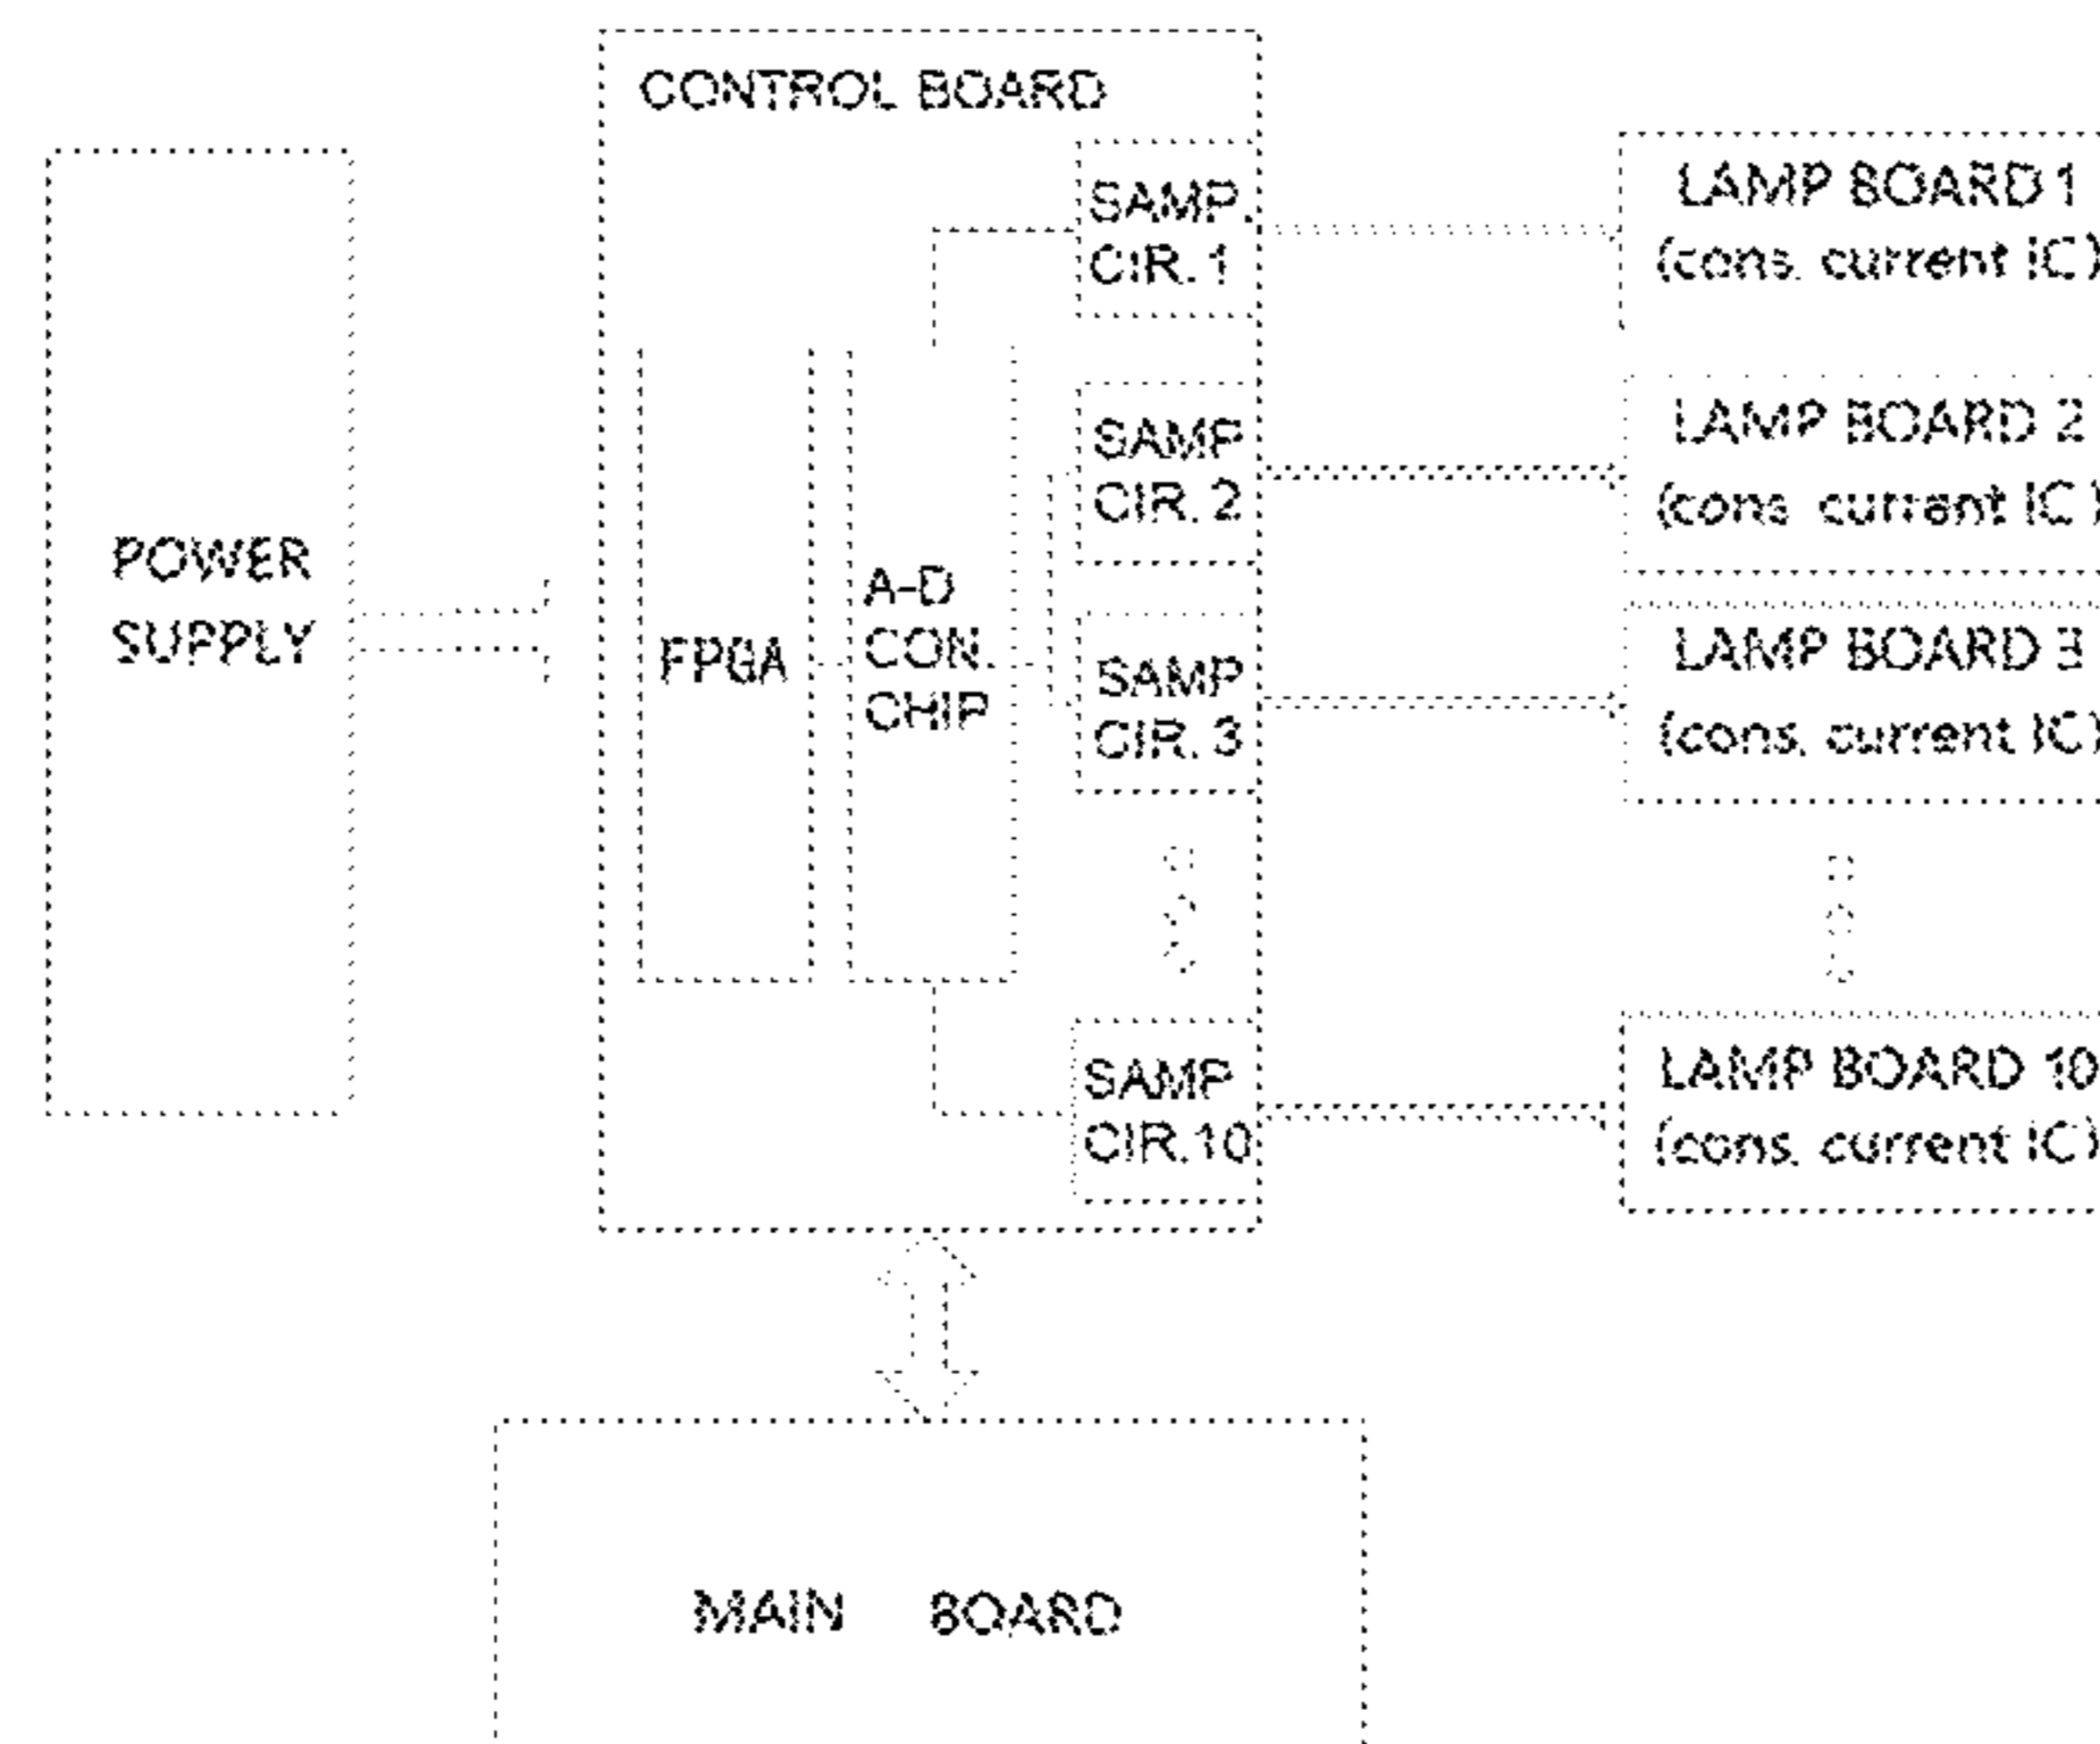 CONTROL BOARD
POWER
SUPPLY
FPGA
A-D
CON.
CHIP
SAMP.
CIR. 1
SAMP
CIR. 2
SAMP
CIR. 3
SAMP
CIR.10
LAMP BOARD 1
(cons. current IC)
LAMP BOARD 2
(cons current IC)
LAMP BOARD 3
(cons. current IC)
LAMP BOARD 10
(cons. current IC)
MAIN BOARD